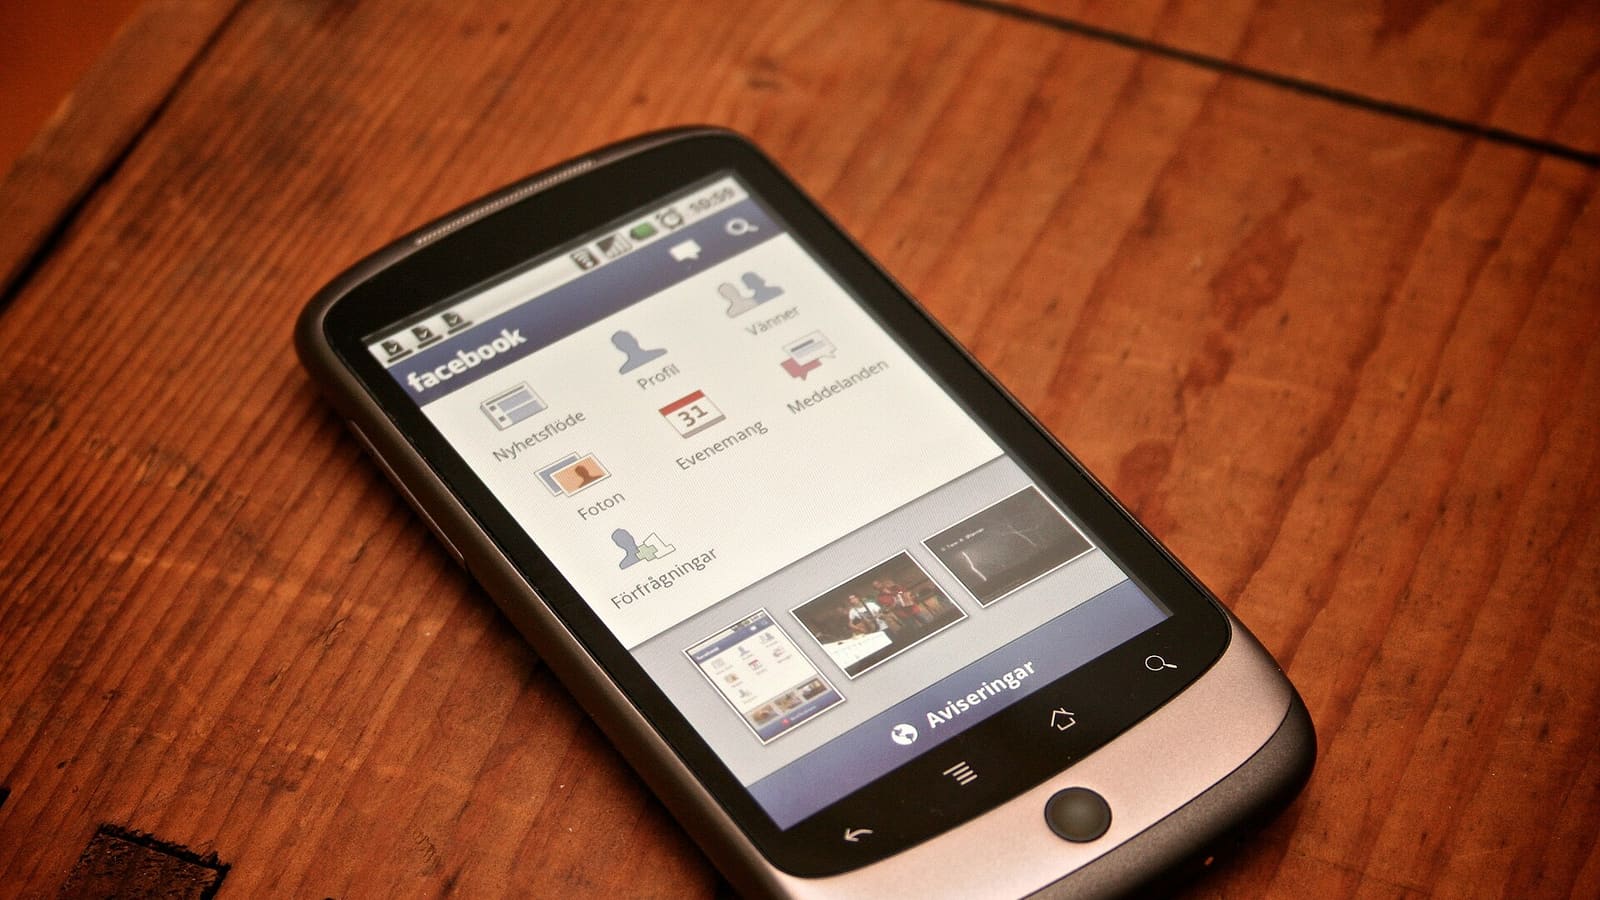 10:59
facebook
Nyhetsflöde
Profil
Vänner
Foton
31
Evenemang
Meddelanden
Förfrågningar
Aviseringar